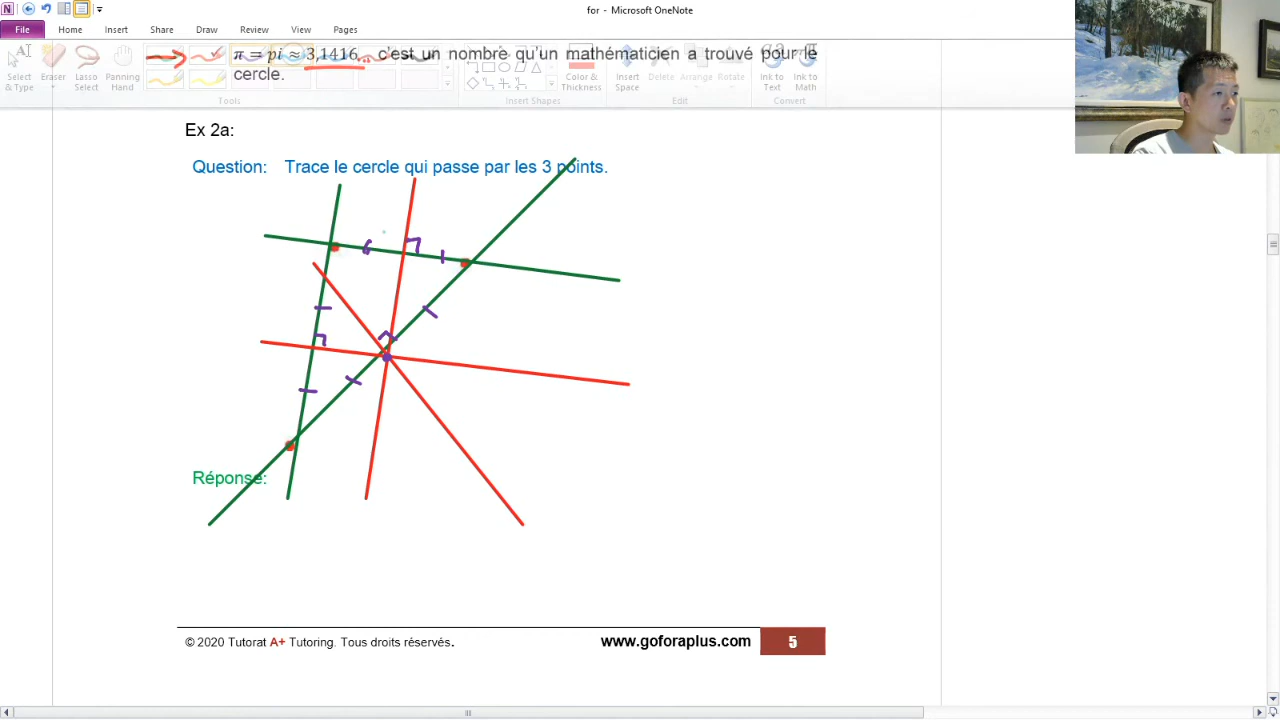 for - Microsoft OneNote
File Home Insert Share Draw Review View Pages
Select & Type Eraser Lasso Select Panning Hand Color & Thickness Insert Space Delete Arrange Rotate Ink to Text Ink to Math
Tools Insert Shapes Edit Convert
π = pi ≈ 3,1416... c'est un nombre qu'un mathématicien a trouvé pour le
cercle.
Ex 2a:
Question: Trace le cercle qui passe par les 3 points.
Réponse:
© 2020 Tutorat A+ Tutoring. Tous droits réservés. www.goforaplus.com 5